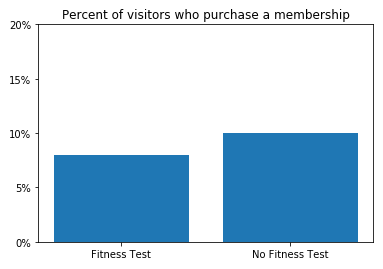 Percent of visitors who purchase a membership
20%
15%
10%
5%
0%
Fitness Test
No Fitness Test